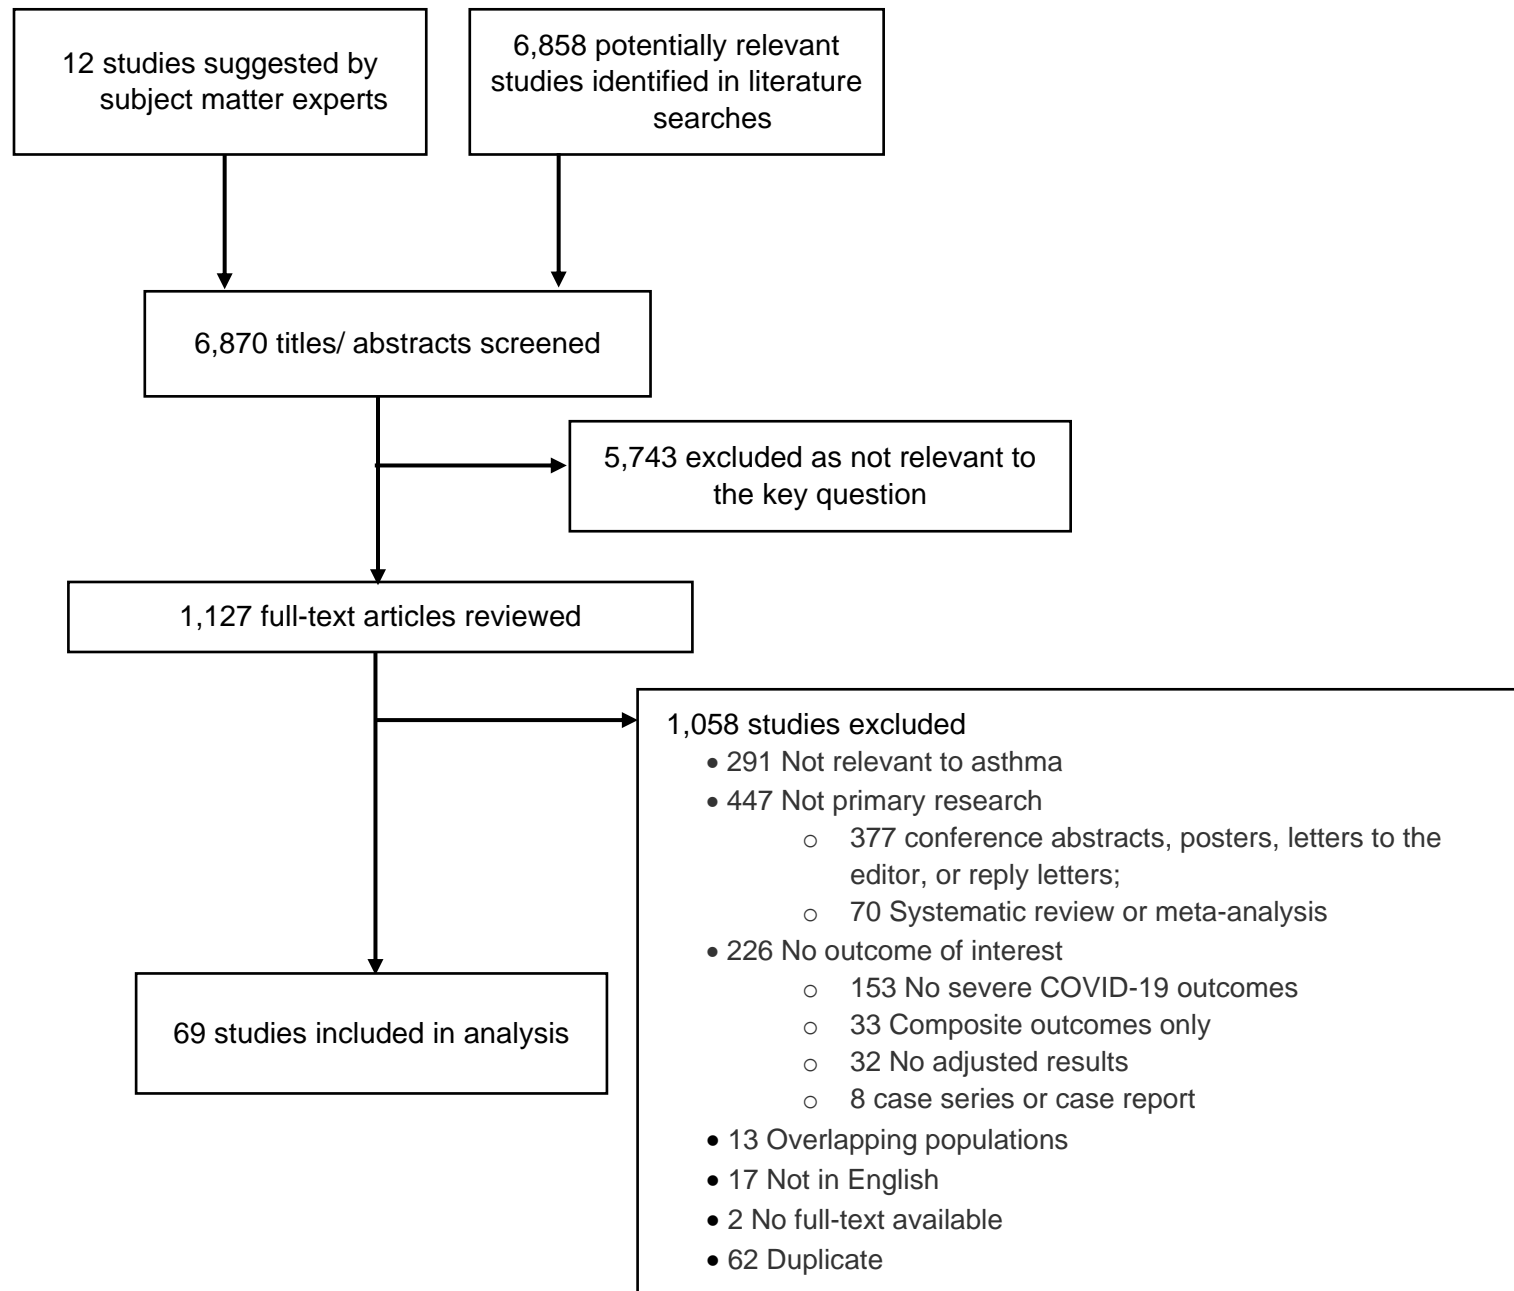 12 studies suggested by
subject matter experts
6,858 potentially relevant
studies identified in literature
searches
6,870 titles/ abstracts screened
5,743 excluded as not relevant to
the key question
1,127 full-text articles reviewed
1,058 studies excluded
• 291 Not relevant to asthma
• 447 Not primary research
o 377 conference abstracts, posters, letters to the
editor, or reply letters;
o 70 Systematic review or meta-analysis
• 226 No outcome of interest
o 153 No severe COVID-19 outcomes
o 33 Composite outcomes only
o 32 No adjusted results
o 8 case series or case report
• 13 Overlapping populations
• 17 Not in English
• 2 No full-text available
• 62 Duplicate
69 studies included in analysis